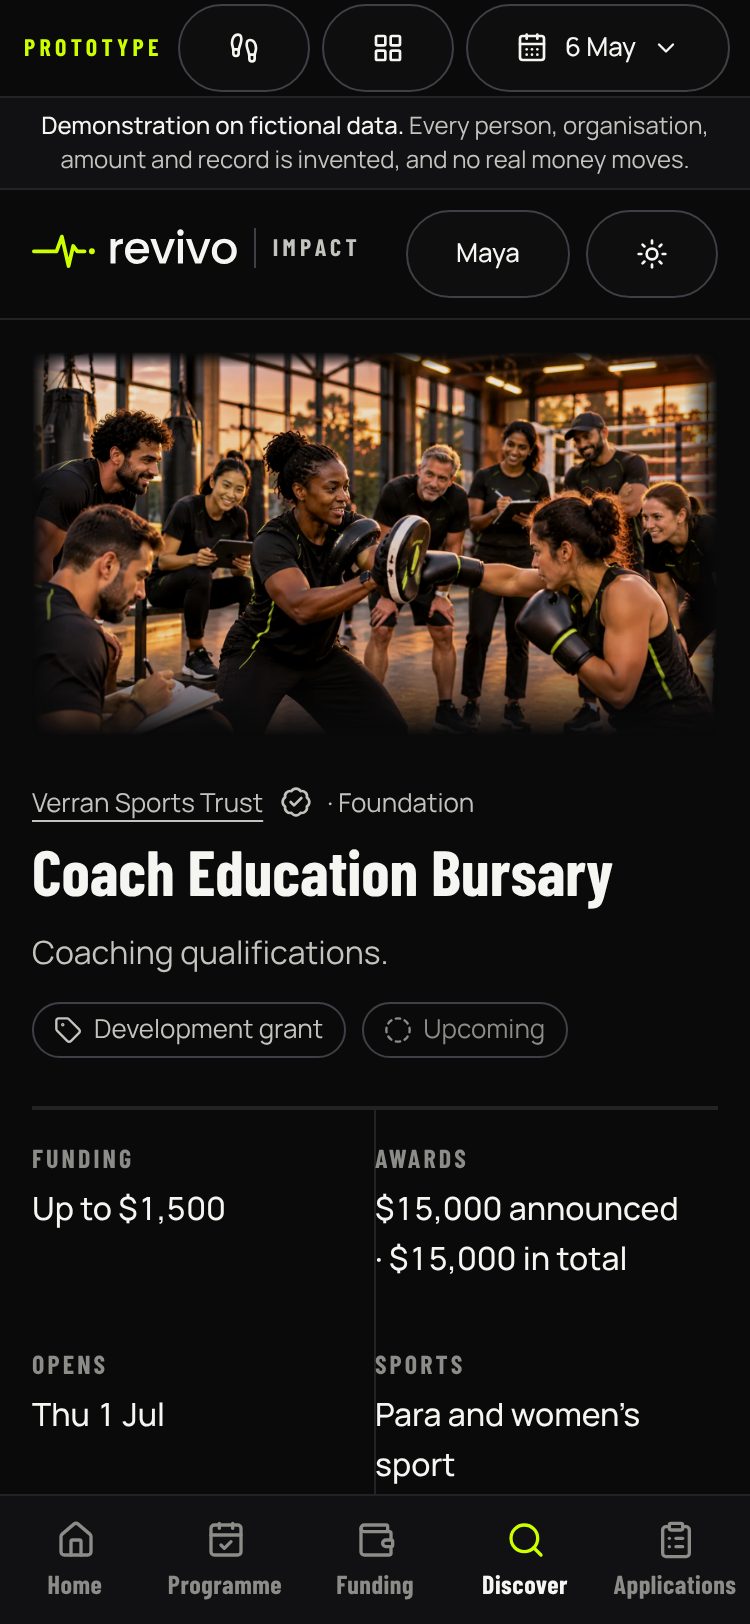 PROTOTYPE
6 May
Demonstration on fictional data. Every person, organisation,
amount and record is invented, and no real money moves.
revivo IMPACT
Maya
Verran Sports Trust · Foundation
Coach Education Bursary
Coaching qualifications.
Development grant
Upcoming
FUNDING
Up to $1,500
AWARDS
$15,000 announced
· $15,000 in total
OPENS
Thu 1 Jul
SPORTS
Para and women’s
sport
Home
Programme
Funding
Discover
Applications